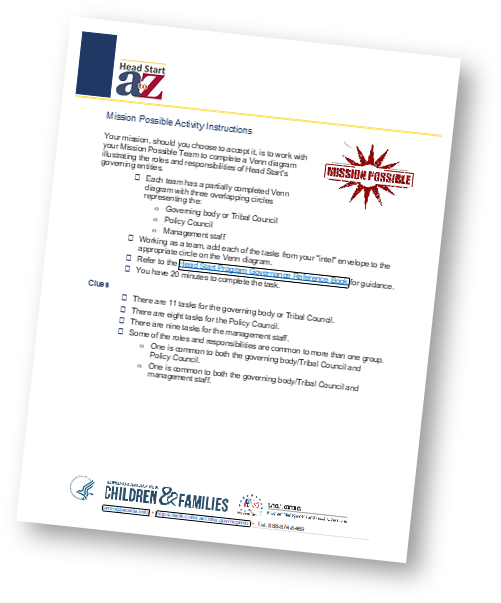 Head Start
a to z
Mission Possible Activity Instructions
MISSION POSSIBLE
Your mission, should you choose to accept it, is to work with
your Mission Possible Team to complete a Venn diagram
illustrating the roles and responsibilities of Head Start's
governing entities.
Each team has a partially completed Venn
diagram with three overlapping circles
representing the:
Governing body or Tribal Council
Policy Council
Management staff
Working as a team, add each of the tasks from your "intel" envelope to the
appropriate circle on the Venn diagram.
Refer to the Head Start Program Governance Reference Book for guidance.
You have 20 minutes to complete the task.
Clues
There are 11 tasks for the governing body or Tribal Council.
There are eight tasks for the Policy Council.
There are nine tasks for the management staff.
Some of the roles and responsibilities are common to more than one group.
One is common to both the governing body/Tribal Council and
Policy Council.
One is common to both the governing body/Tribal Council and
management staff.
CHILDREN & FAMILIES